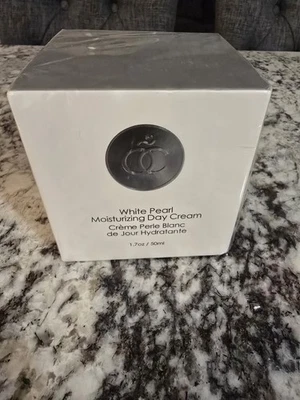 White Pearl
Moisturizing Day Cream
Crème Perle Blanc
de Jour Hydratante
1.7oz / 50ml